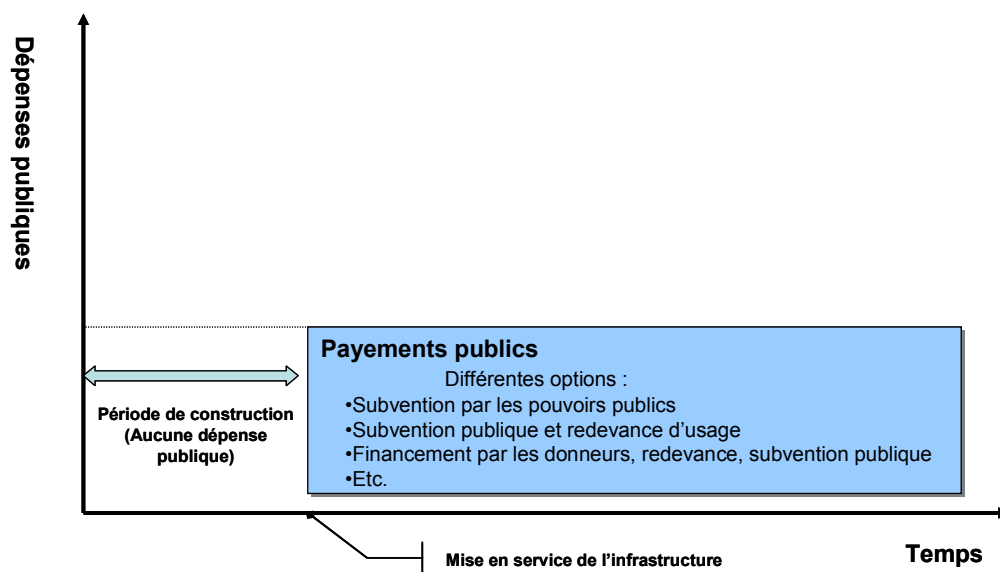 Dépenses publiques
Payements publics
Différentes options :
•Subvention par les pouvoirs publics
•Subvention publique et redevance d'usage
•Financement par les donneurs, redevance, subvention publique
•Etc.
Période de construction
(Aucune dépense
publique)
Mise en service de l'infrastructure
Temps